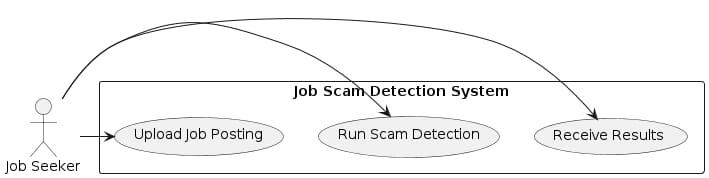 Job Scam Detection System
Upload Job Posting
Run Scam Detection
Receive Results
Job Seeker